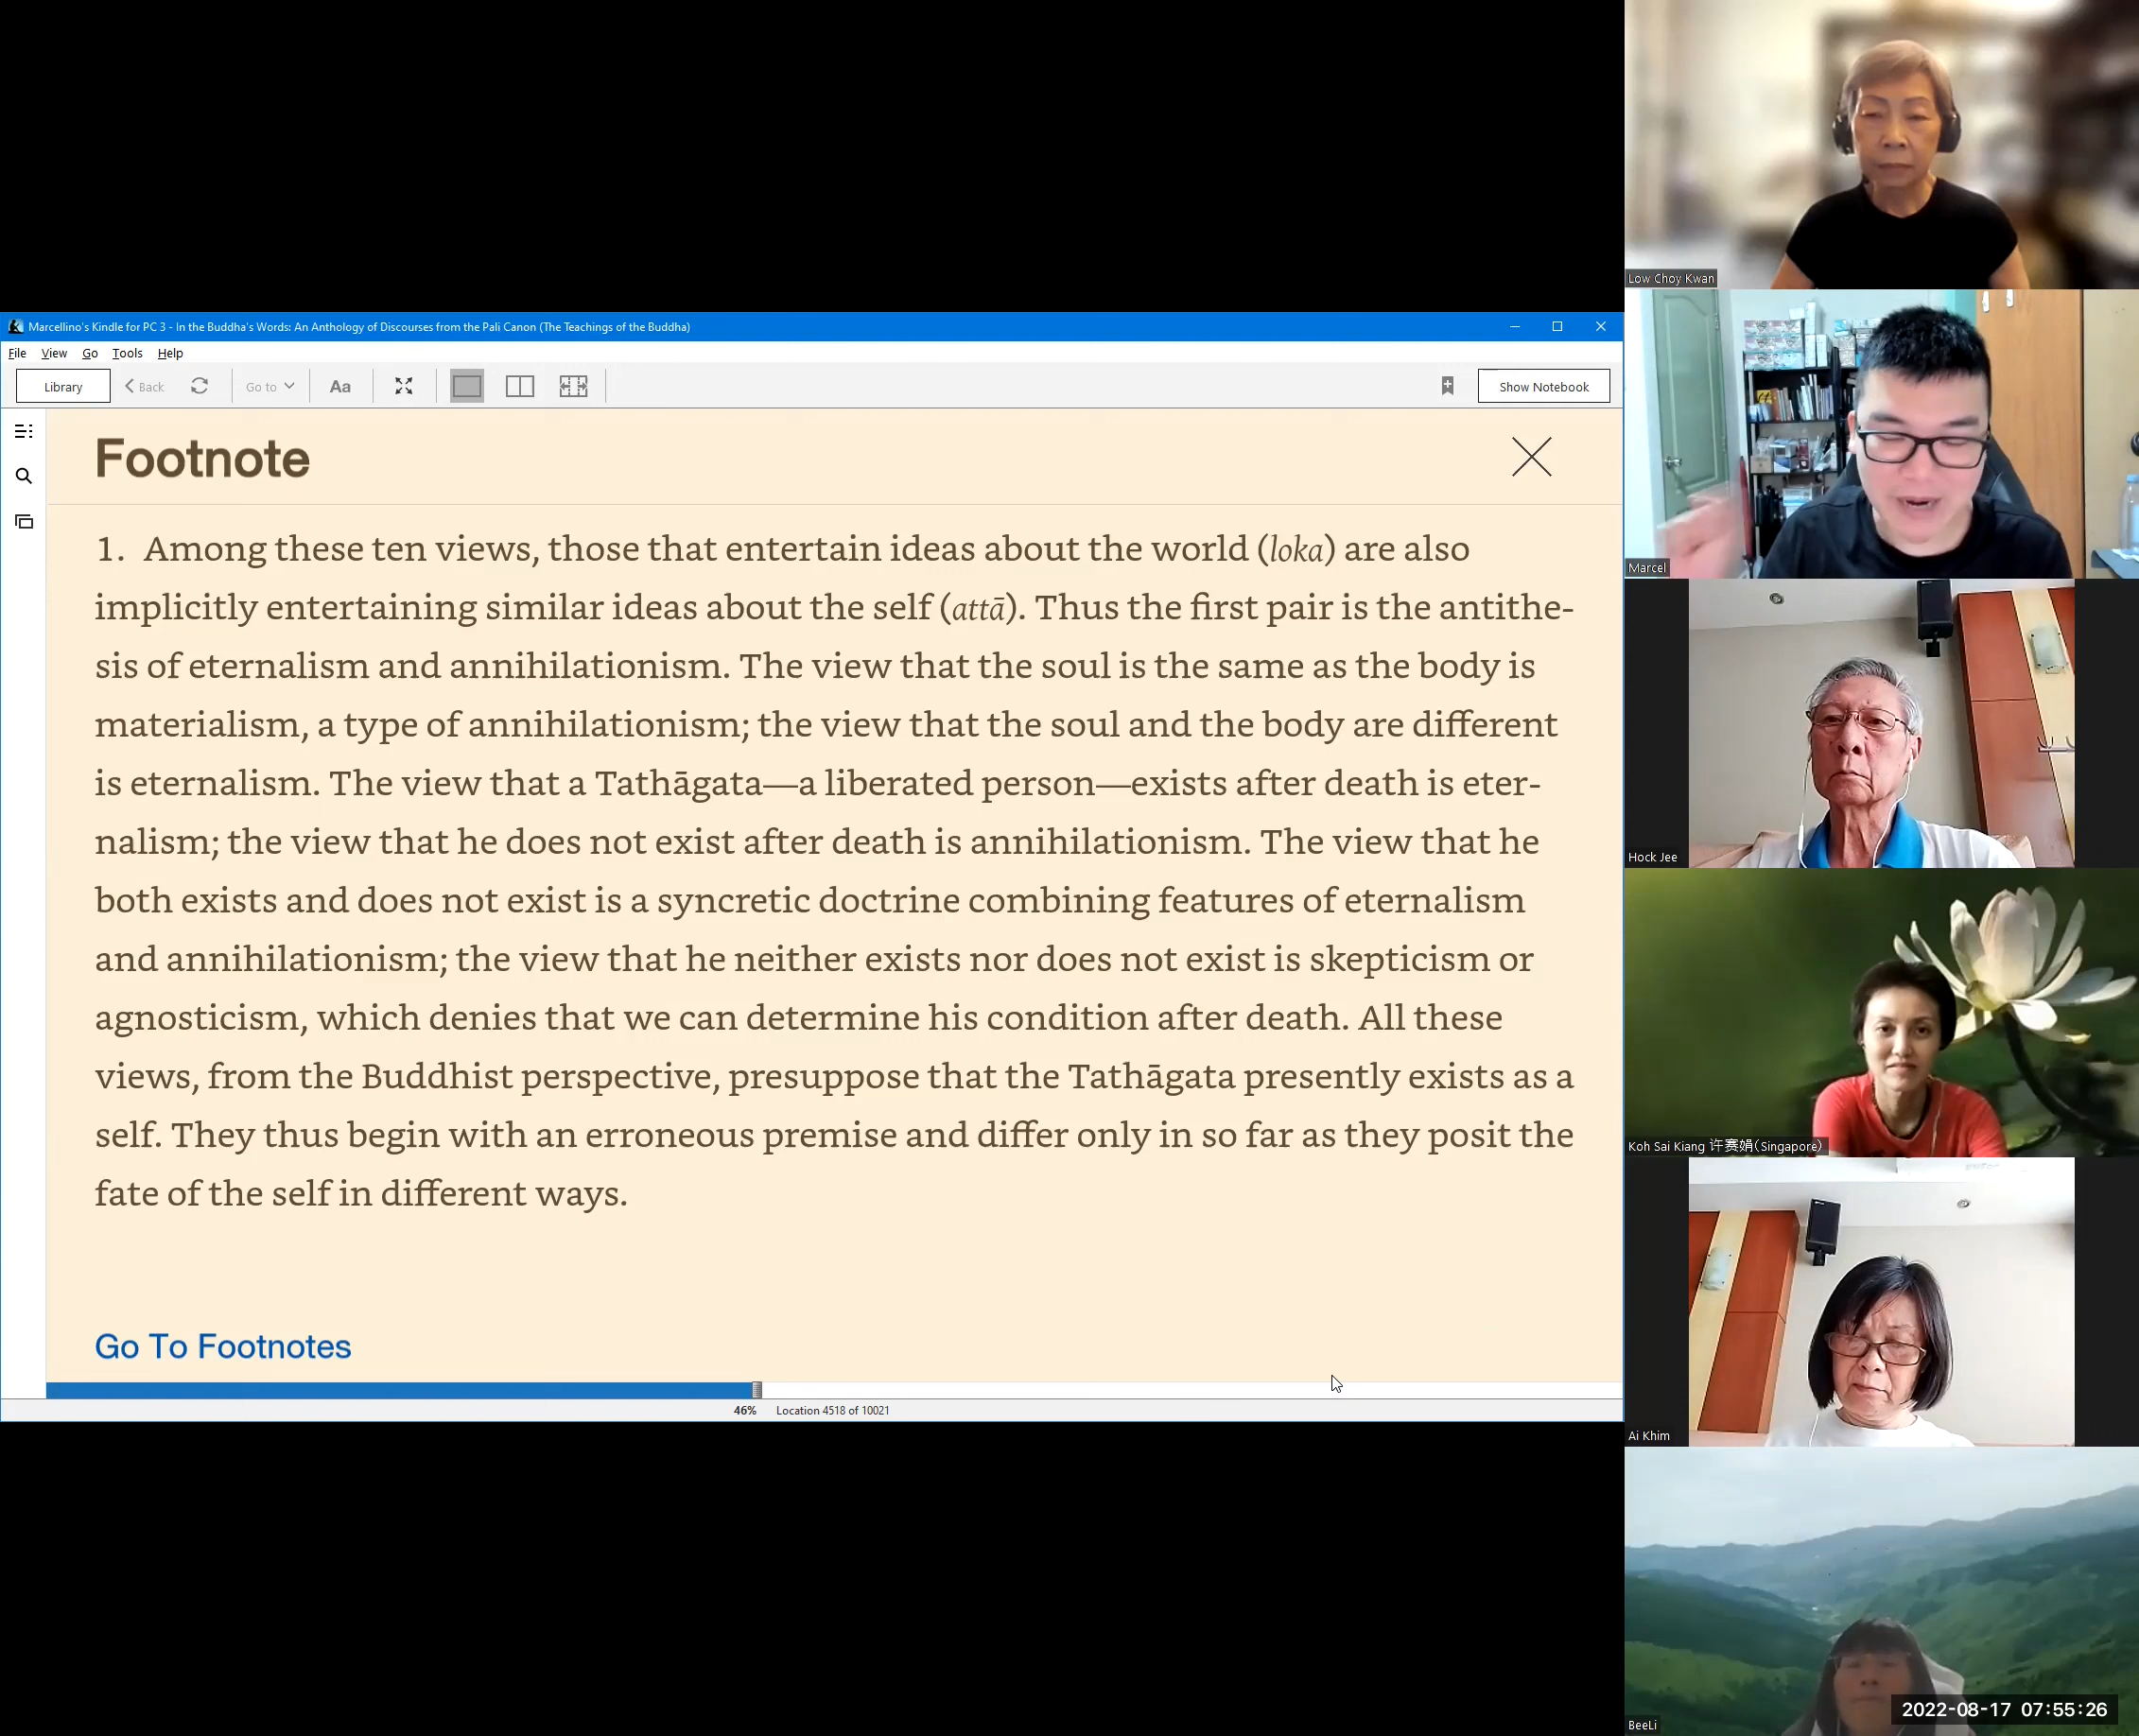 Marcellino's Kindle for PC 3 - In the Buddha's Words: An Anthology of Discourses from the Pali Canon (The Teachings of the Buddha)
File View Go Tools Help
Library Back Go to Aa Show Notebook
Footnote
1. Among these ten views, those that entertain ideas about the world (loka) are also
implicitly entertaining similar ideas about the self (attā). Thus the first pair is the antithe-
sis of eternalism and annihilationism. The view that the soul is the same as the body is
materialism, a type of annihilationism; the view that the soul and the body are different
is eternalism. The view that a Tathāgata—a liberated person—exists after death is eter-
nalism; the view that he does not exist after death is annihilationism. The view that he
both exists and does not exist is a syncretic doctrine combining features of eternalism
and annihilationism; the view that he neither exists nor does not exist is skepticism or
agnosticism, which denies that we can determine his condition after death. All these
views, from the Buddhist perspective, presuppose that the Tathāgata presently exists as a
self. They thus begin with an erroneous premise and differ only in so far as they posit the
fate of the self in different ways.
Go To Footnotes
46% Location 4518 of 10021
Low Choy Kwan
Marcel
Hock Jee
Koh Sai Kiang 许赛娟(Singapore)
Ai Khim
BeeLi
2022-08-17 07:55:26